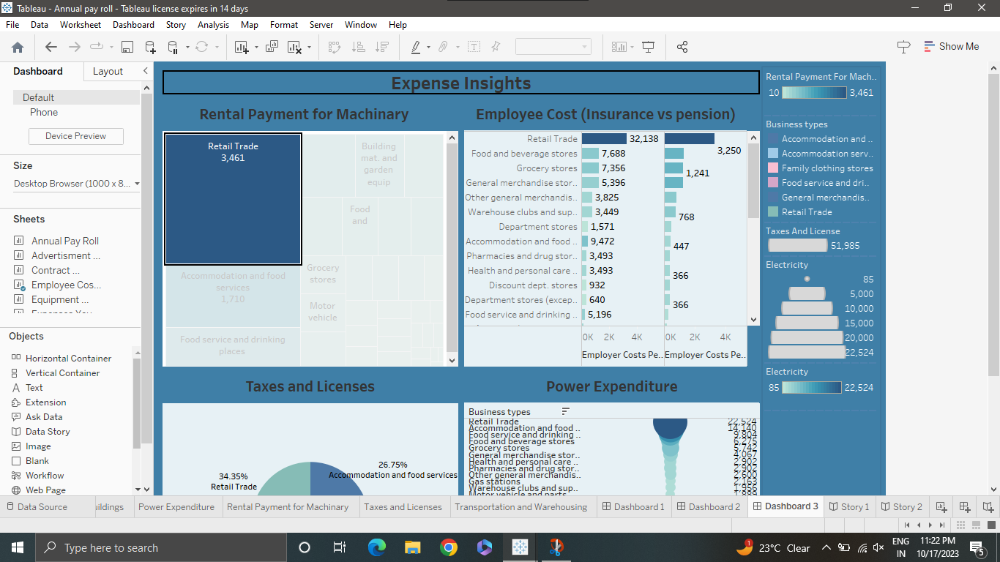 Tableau - Annual pay roll - Tableau license expires in 14 days
File Data Worksheet Dashboard Story Analysis Map Format Server Window Help
Show Me
Dashboard Layout
Default
Phone
Device Preview
Size
Desktop Browser (1000 x 8...
Sheets
Annual Pay Roll
Advertisment ...
Contract ...
Employee Cos...
Equipment ...
Objects
Horizontal Container
Vertical Container
Text
Extension
Ask Data
Data Story
Image
Blank
Workflow
Web Page
Expense Insights
Rental Payment for Machinary
Retail Trade
3,461
Building
mat. and
garden
equip
Food
and
Accommodation and food
services
1,710
Grocery
stores
Motor
vehicle
Food service and drinking
places
Employee Cost (Insurance vs pension)
Retail Trade 32,138 3,250
Food and beverage stores 7,688
Grocery stores 7,356 1,241
General merchandise stor.. 5,396
Other general merchandis.. 3,825
Warehouse clubs and sup.. 3,449 768
Department stores 1,571
Accommodation and food .. 9,472 447
Pharmacies and drug stor.. 3,493
Health and personal care .. 3,493 366
Discount dept. stores 932
Department stores (excep.. 640 366
Food service and drinking .. 5,196
0K 2K 4K 0K 2K 4K
Employer Costs Pe.. Employer Costs Pe..
Taxes and Licenses
34.35%
Retail Trade
26.75%
Accommodation and food services
Power Expenditure
Business types
Retail Trade 22,524
Accommodation and food .. 14,140
Food service and drinking .. 9,804
Food and beverage stores 6,275
Grocery stores 5,742
General merchandise stor.. 4,067
Health and personal care .. 2,902
Pharmacies and drug stor.. 2,902
Other general merchandis.. 2,600
Gas stations 2,163
Warehouse clubs and sup.. 1,956
Motor vehicle and parts 1,889
Rental Payment For Mach..
10 3,461
Business types
Accommodation and ..
Accommodation serv..
Family clothing stores
Food service and dri..
General merchandis..
Retail Trade
Taxes And License
51,985
Electricity
85
5,000
10,000
15,000
20,000
22,524
Electricity
85 22,524
Data Source uildings Power Expenditure Rental Payment for Machinary Taxes and Licenses Transportation and Warehousing Dashboard 1 Dashboard 2 Dashboard 3 Story 1 Story 2
Type here to search
1
23°C Clear
ENG
IN
11:22 PM
10/17/2023
5